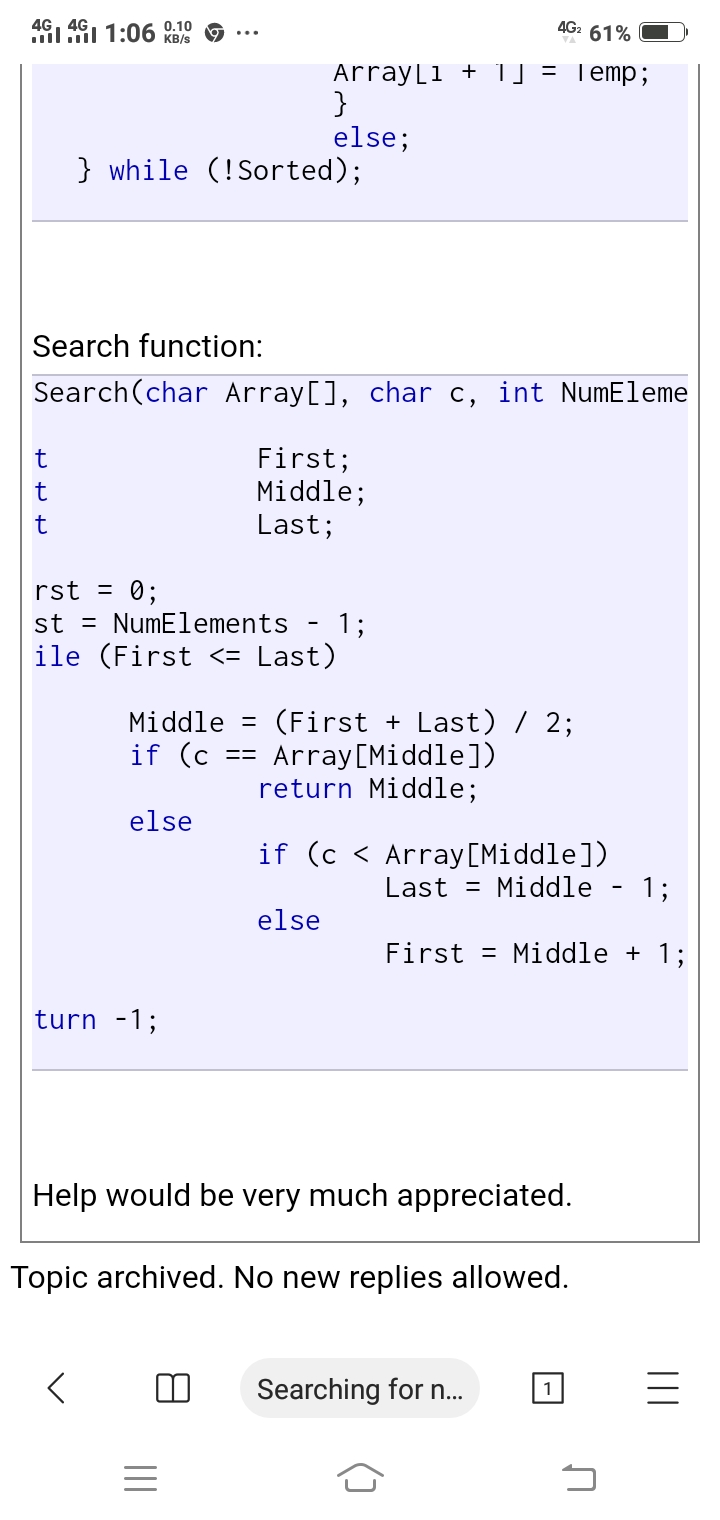 4G 4G 1:06 0.10 KB/s ... 4G2 61%
Array[i + 1] = Temp;
}
else;
} while (!Sorted);
Search function:
Search(char Array[], char c, int NumEleme
t First;
t Middle;
t Last;
rst = 0;
st = NumElements - 1;
ile (First <= Last)
Middle = (First + Last) / 2;
if (c == Array[Middle])
return Middle;
else
if (c < Array[Middle])
Last = Middle - 1;
else
First = Middle + 1;
turn -1;
Help would be very much appreciated.
Topic archived. No new replies allowed.
Searching for n... 1